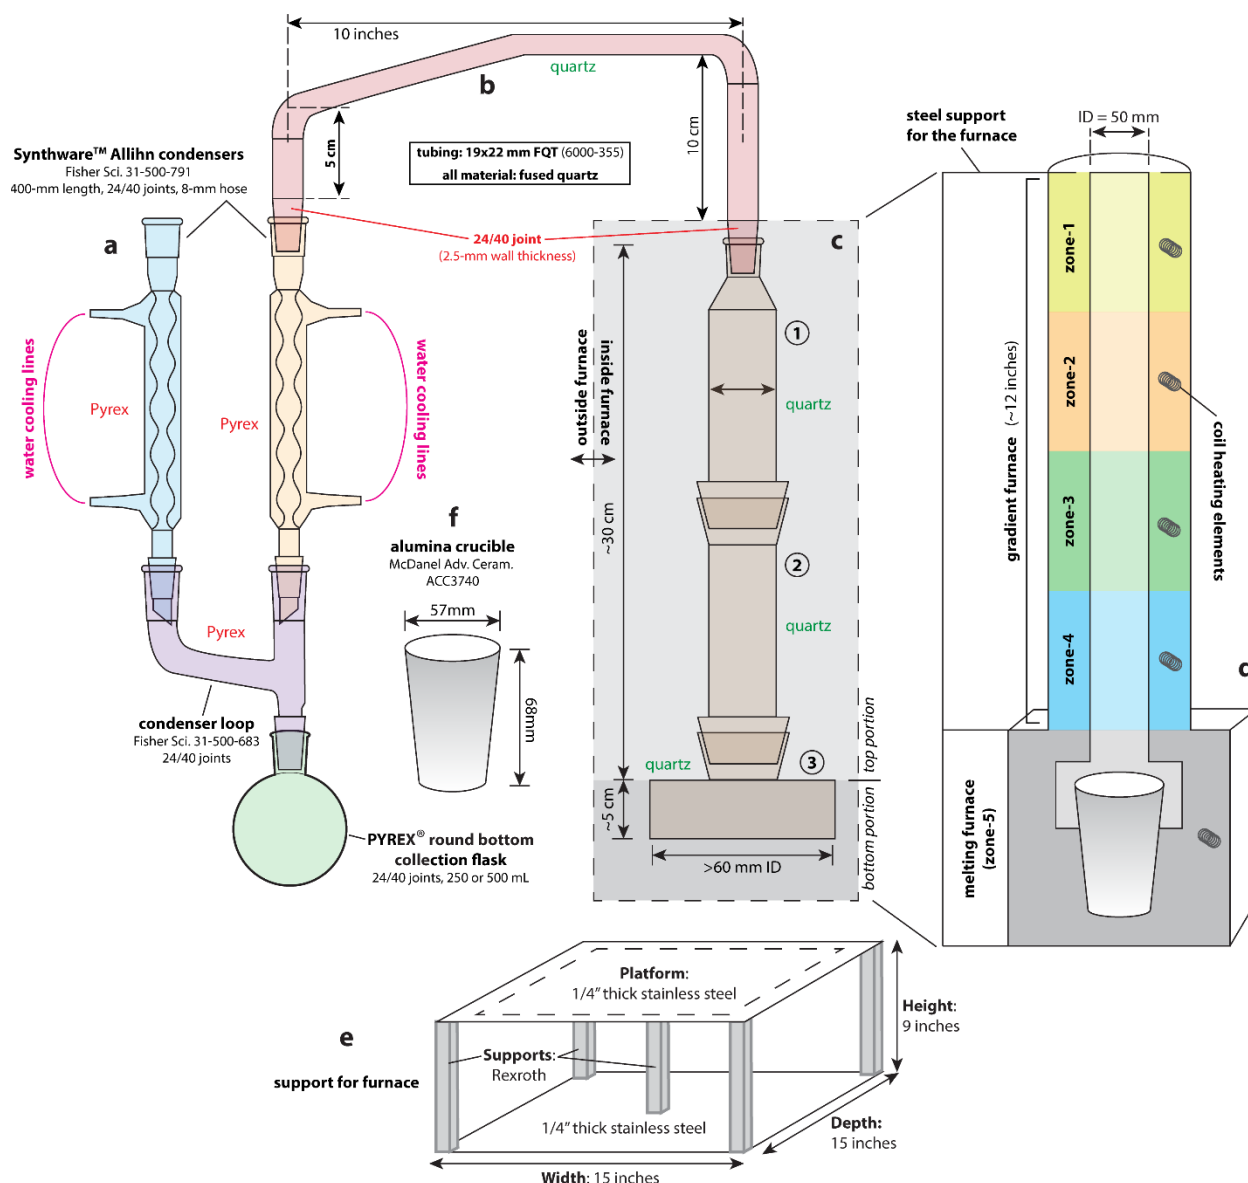 10 inches
quartz
b
5 cm
10 cm
tubing: 19x22 mm FQT (6000-355)
all material: fused quartz
24/40 joint
(2.5-mm wall thickness)
Synthware™ Allihn condensers
Fisher Sci. 31-500-791
400-mm length, 24/40 joints, 8-mm hose
a
water cooling lines
Pyrex
Pyrex
water cooling lines
Pyrex
condenser loop
Fisher Sci. 31-500-683
24/40 joints
PYREX® round bottom
collection flask
24/40 joints, 250 or 500 mL
f
alumina crucible
McDanel Adv. Ceram.
ACC3740
57mm
68mm
c
outside furnace
inside furnace
~30 cm
1
quartz
2
quartz
quartz
3
top portion
bottom portion
~5 cm
>60 mm ID
steel support
for the furnace
ID = 50 mm
gradient furnace (~12 inches)
zone-1
zone-2
zone-3
zone-4
coil heating elements
melting furnace
(zone-5)
e
support for furnace
Platform:
1/4" thick stainless steel
Supports:
Rexroth
1/4" thick stainless steel
Height:
9 inches
Depth:
15 inches
Width: 15 inches